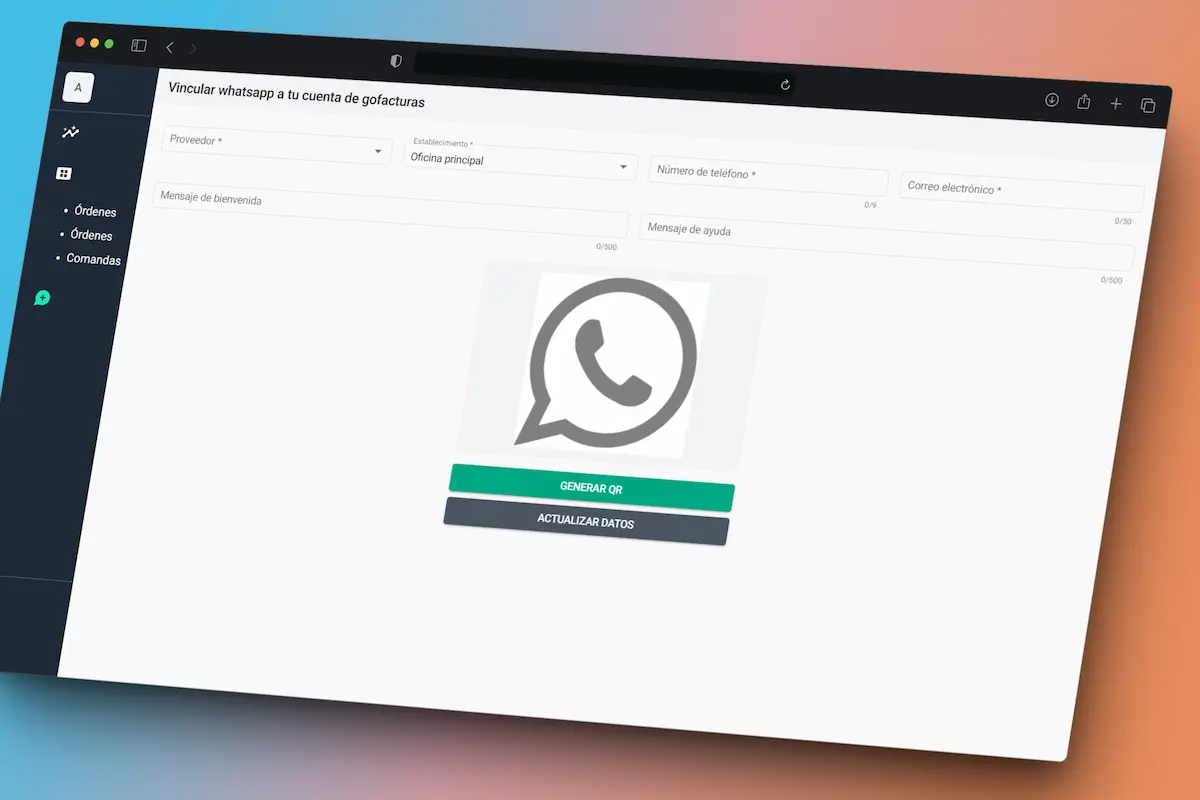 A
Vincular whatsapp a tu cuenta de gofacturas
Proveedor *
Establecimiento *
Oficina principal
Número de teléfono *
0/9
Correo electrónico *
0/50
Mensaje de bienvenida
0/500
Mensaje de ayuda
0/500
• Órdenes
• Órdenes
• Comandas
GENERAR QR
ACTUALIZAR DATOS